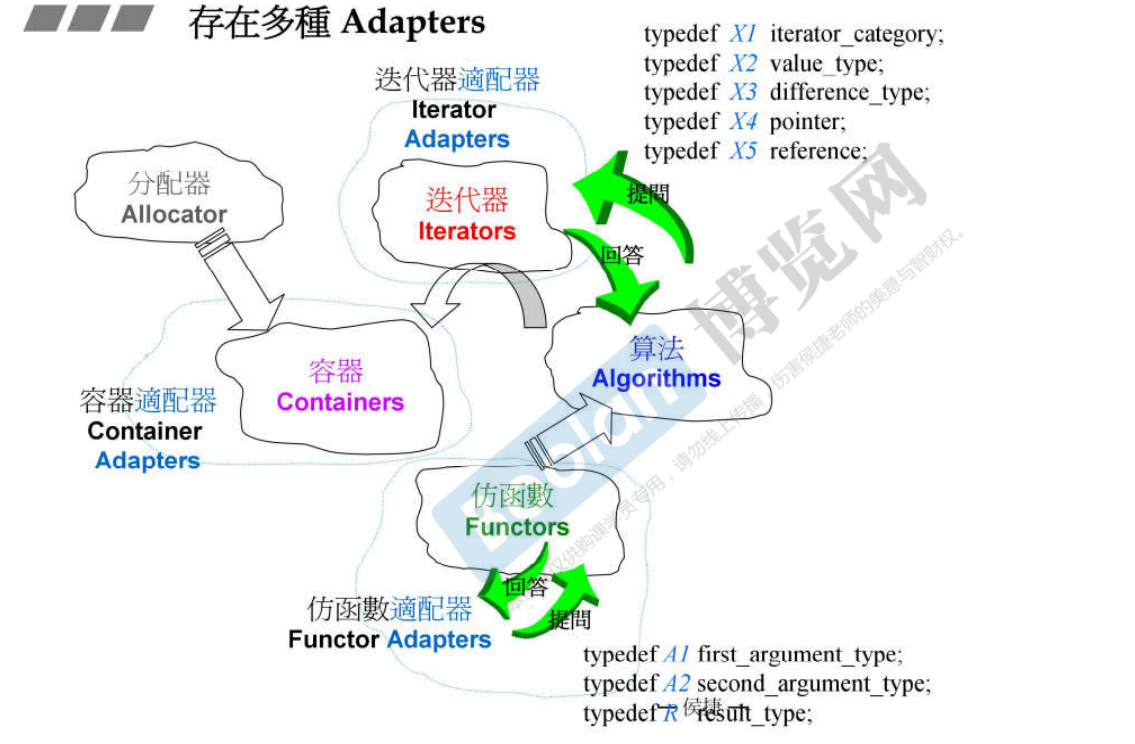 存在多種 Adapters
typedef X1 iterator_category;
typedef X2 value_type;
typedef X3 difference_type;
typedef X4 pointer;
typedef X5 reference;
迭代器適配器
Iterator
Adapters
分配器
Allocator
迭代器
Iterators
提問
回答
博览网
容器
Containers
算法
Algorithms
容器適配器
Container
Adapters
boolan
仿函數
Functors
回答
提問
仿函數適配器
Functor Adapters
仅供购课学员专用，请勿线上传播，伤害侯捷老师的美意与智财权。
typedef A1 first_argument_type;
typedef A2 second_argument_type;
typedef R result_type;
— 侯捷 —